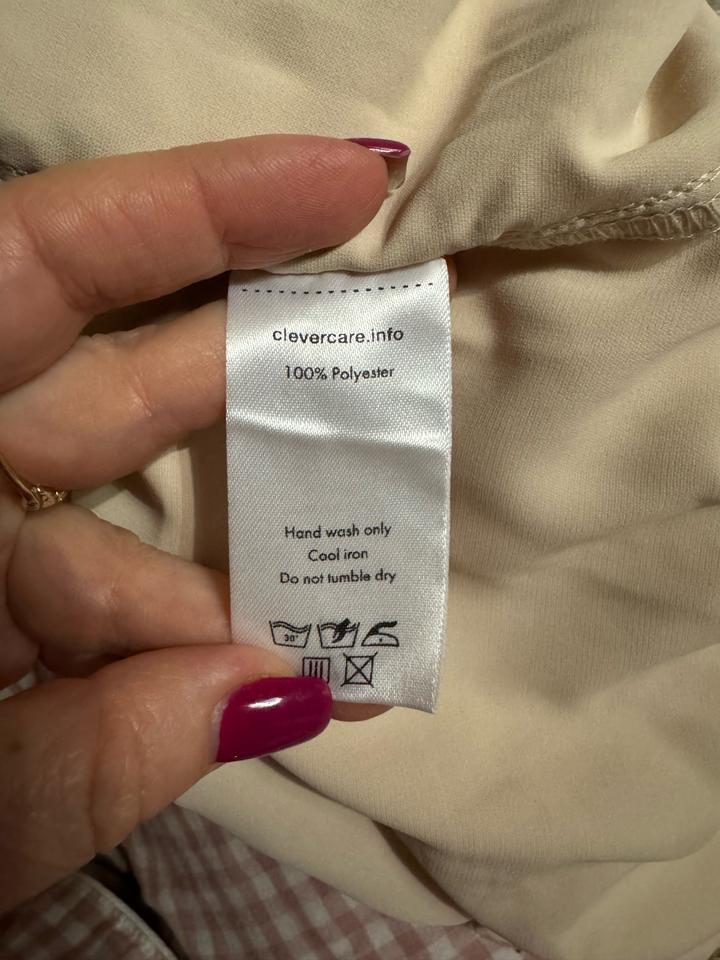 clevercare.info
100% Polyester
Hand wash only
Cool iron
Do not tumble dry
30°